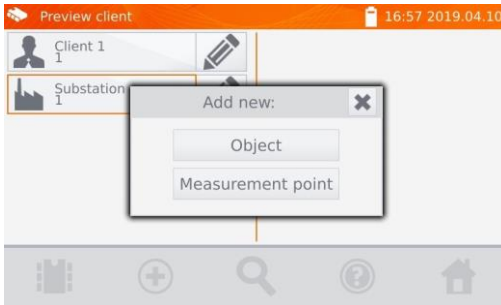 Preview client
16:57 2019.04.10
Client 1
1
Substation
1
Add new:
Object
Measurement point